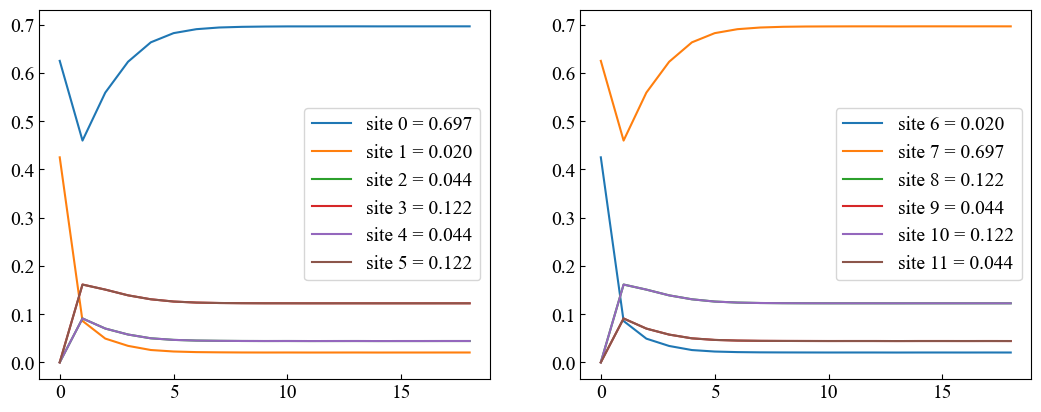 0.7
0.6
0.5
0.4
0.3
0.2
0.1
0.0
0 5 10 15
site 0 = 0.697
site 1 = 0.020
site 2 = 0.044
site 3 = 0.122
site 4 = 0.044
site 5 = 0.122
0.7
0.6
0.5
0.4
0.3
0.2
0.1
0.0
0 5 10 15
site 6 = 0.020
site 7 = 0.697
site 8 = 0.122
site 9 = 0.044
site 10 = 0.122
site 11 = 0.044